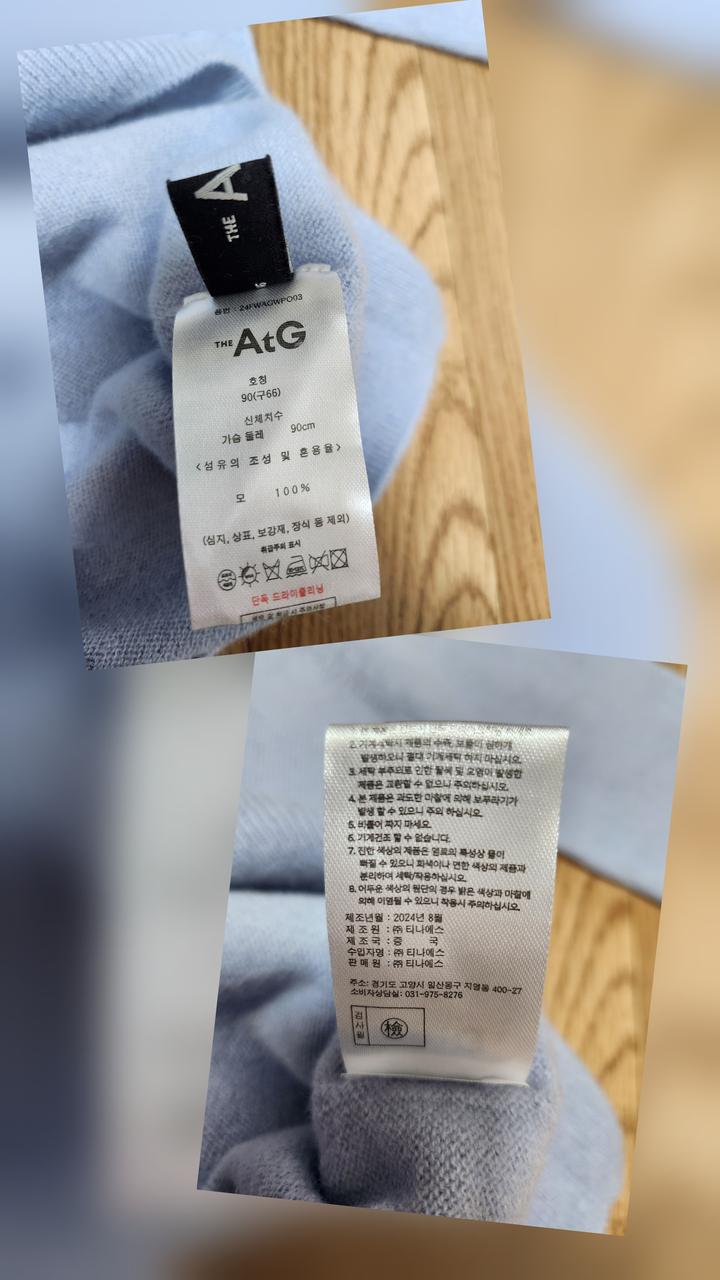 THE A
품번 : 24FWAGWPO03
THE AtG
호칭
90(구66)
신체치수
가슴 둘레 90cm
<섬유의 조성 및 혼용율>
모 100%
(심지, 상표, 보강재, 장식 등 제외)
취급주의 표시
단독 드라이클리닝
세탁 및 취급시 주의사항
2. 기계세탁시 제품의 수축, 보풀이 심하게
발생하오니 절대 기계세탁 하지 마십시오.
3. 세탁 부주의로 인한 탈색 및 오염이 발생한
제품은 교환할 수 없으니 주의하십시오.
4. 본 제품은 과도한 마찰에 의해 보푸라기가
발생 할 수 있으니 주의 하십시오.
5. 비틀어 짜지 마세요.
6. 기계건조 할 수 없습니다.
7. 진한 색상의 제품은 염료의 특성상 물이
빠질 수 있으니 흰색이나 연한 색상의 제품과
분리하여 세탁/착용하십시오.
8. 어두운 색상의 원단의 경우 밝은 색상과 마찰에
의해 이염될 수 있으니 착용시 주의하십시오.
제조년월 : 2024년 8월
제 조 원 : ㈜ 티나에스
제 조 국 : 중 국
수입자명 : ㈜ 티나에스
판 매 원 : ㈜ 티나에스
주소: 경기도 고양시 일산동구 지영동 400-27
소비자상담실: 031-975-8276
검사필 檢